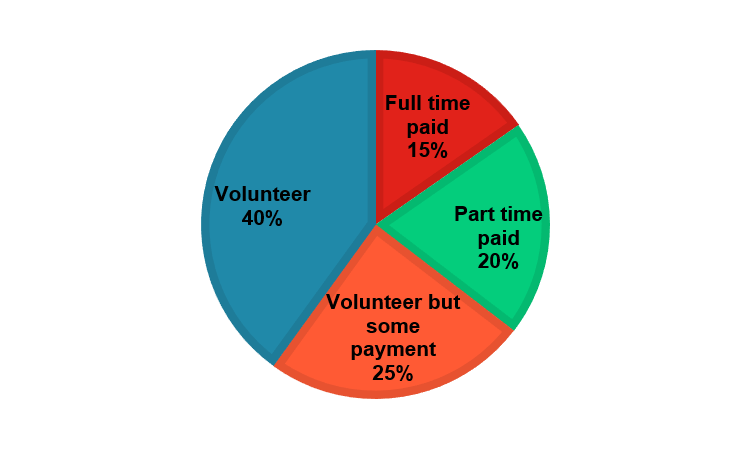 Full time
paid
15%
Part time
paid
20%
Volunteer but
some
payment
25%
Volunteer
40%